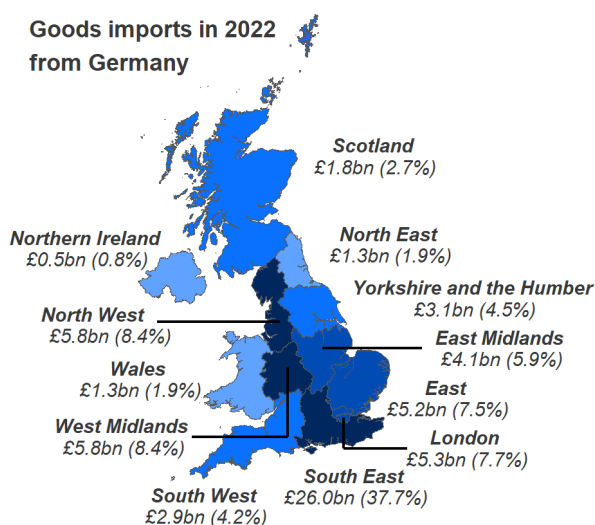 Goods imports in 2022
from Germany
Scotland
£1.8bn (2.7%)
Northern Ireland
£0.5bn (0.8%)
North East
£1.3bn (1.9%)
Yorkshire and the Humber
£3.1bn (4.5%)
North West
£5.8bn (8.4%)
East Midlands
£4.1bn (5.9%)
Wales
£1.3bn (1.9%)
East
£5.2bn (7.5%)
West Midlands
£5.8bn (8.4%)
London
£5.3bn (7.7%)
South East
£26.0bn (37.7%)
South West
£2.9bn (4.2%)